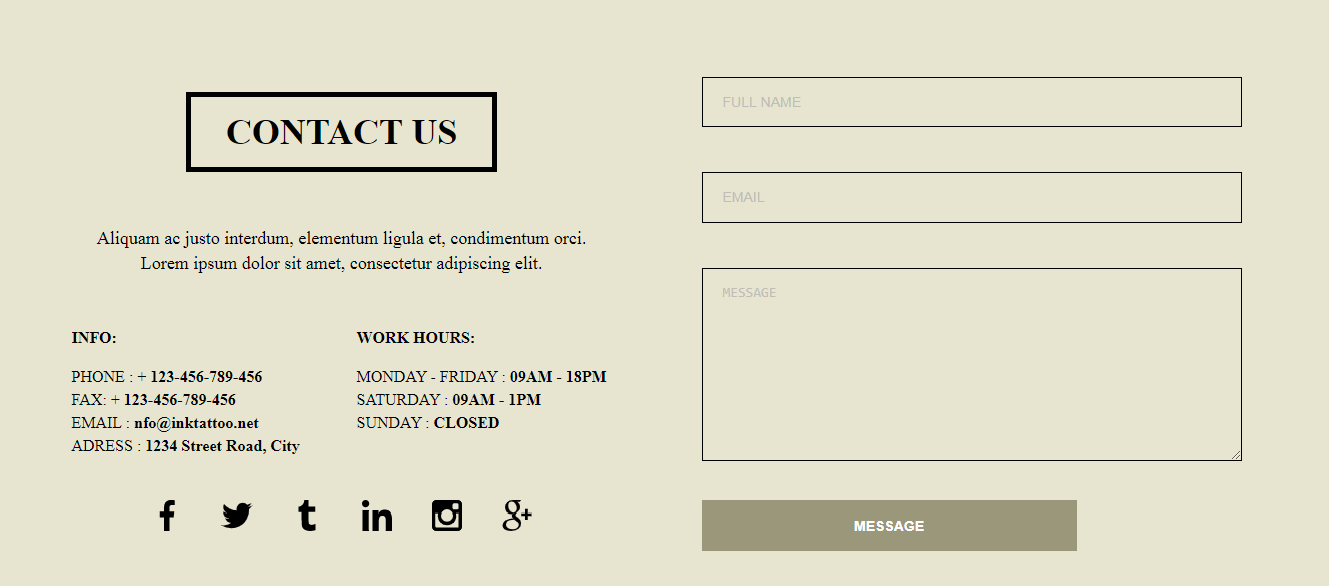 CONTACT US
Aliquam ac justo interdum, elementum ligula et, condimentum orci.
Lorem ipsum dolor sit amet, consectetur adipiscing elit.
INFO:
PHONE : + 123-456-789-456
FAX: + 123-456-789-456
EMAIL : nfo@inktattoo.net
ADRESS : 1234 Street Road, City
WORK HOURS:
MONDAY - FRIDAY : 09AM - 18PM
SATURDAY : 09AM - 1PM
SUNDAY : CLOSED
FULL NAME
EMAIL
MESSAGE
MESSAGE